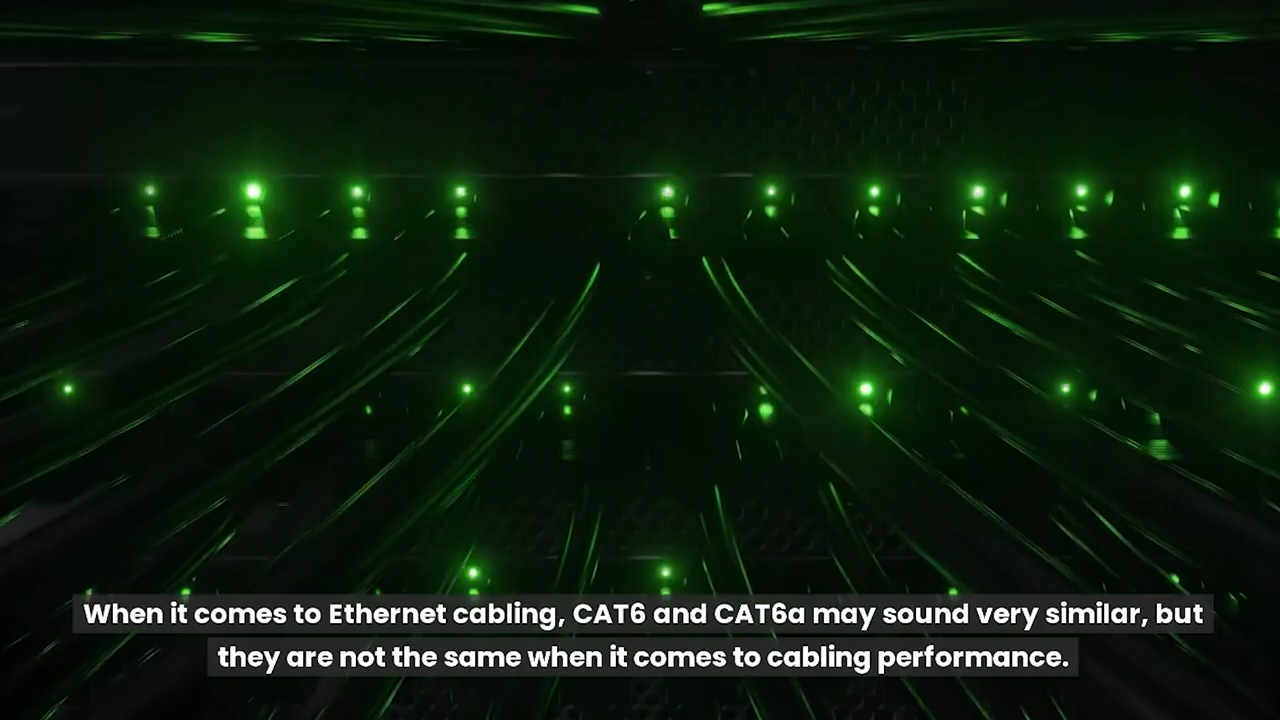 When it comes to Ethernet cabling, CAT6 and CAT6a may sound very similar, but
they are not the same when it comes to cabling performance.